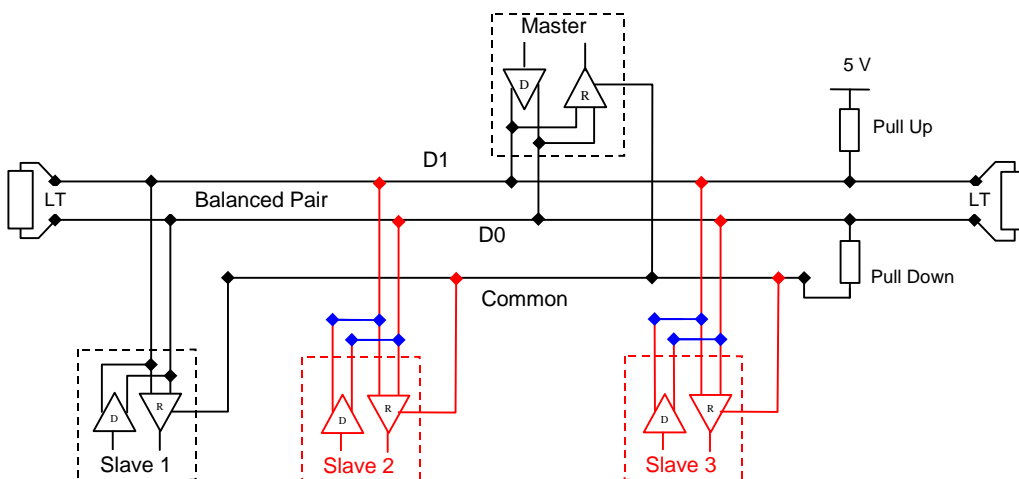 Master
D
R
5 V
Pull Up
D1
LT
Balanced Pair
LT
D0
Pull Down
Common
D
R
Slave 1
D
R
Slave 2
D
R
Slave 3